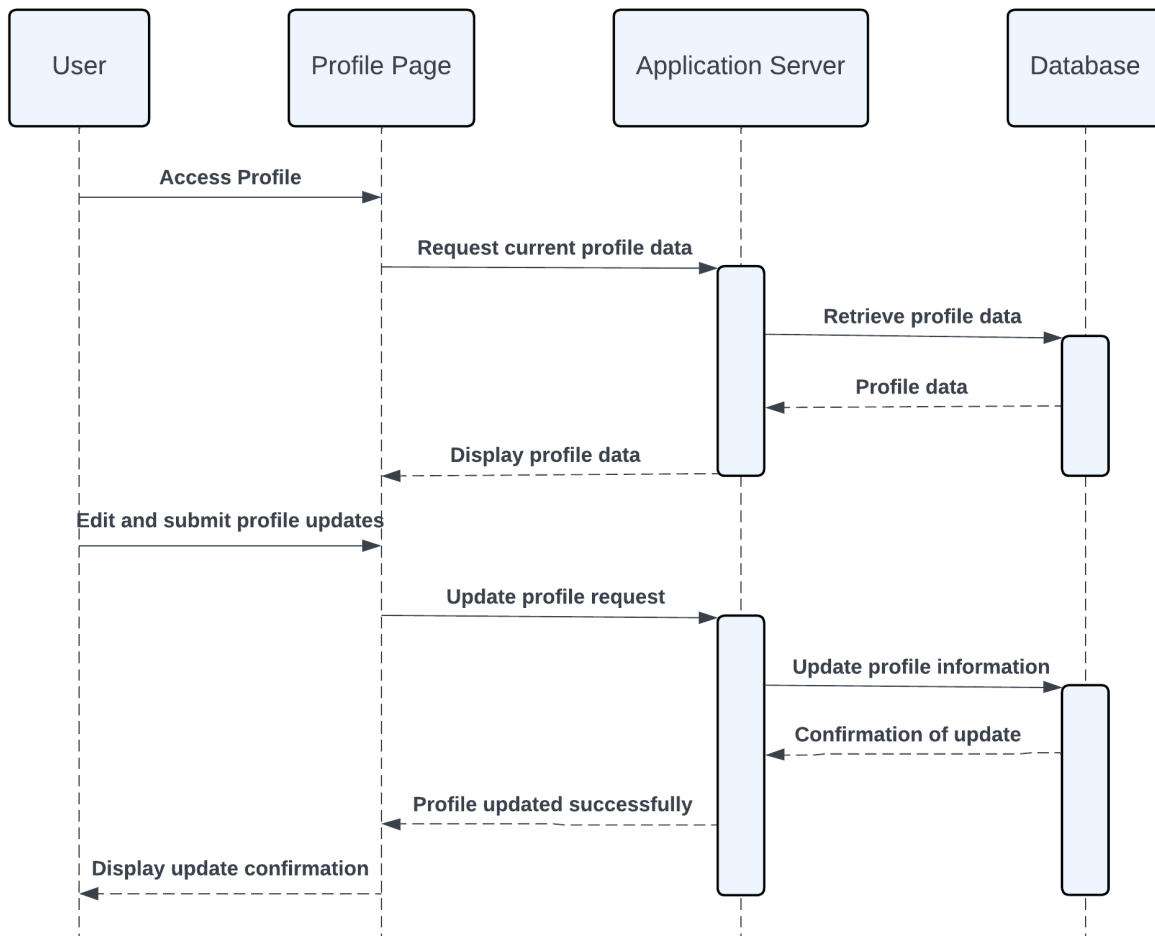 User
Profile Page
Application Server
Database
Access Profile
Request current profile data
Retrieve profile data
Profile data
Display profile data
Edit and submit profile updates
Update profile request
Update profile information
Confirmation of update
Profile updated successfully
Display update confirmation